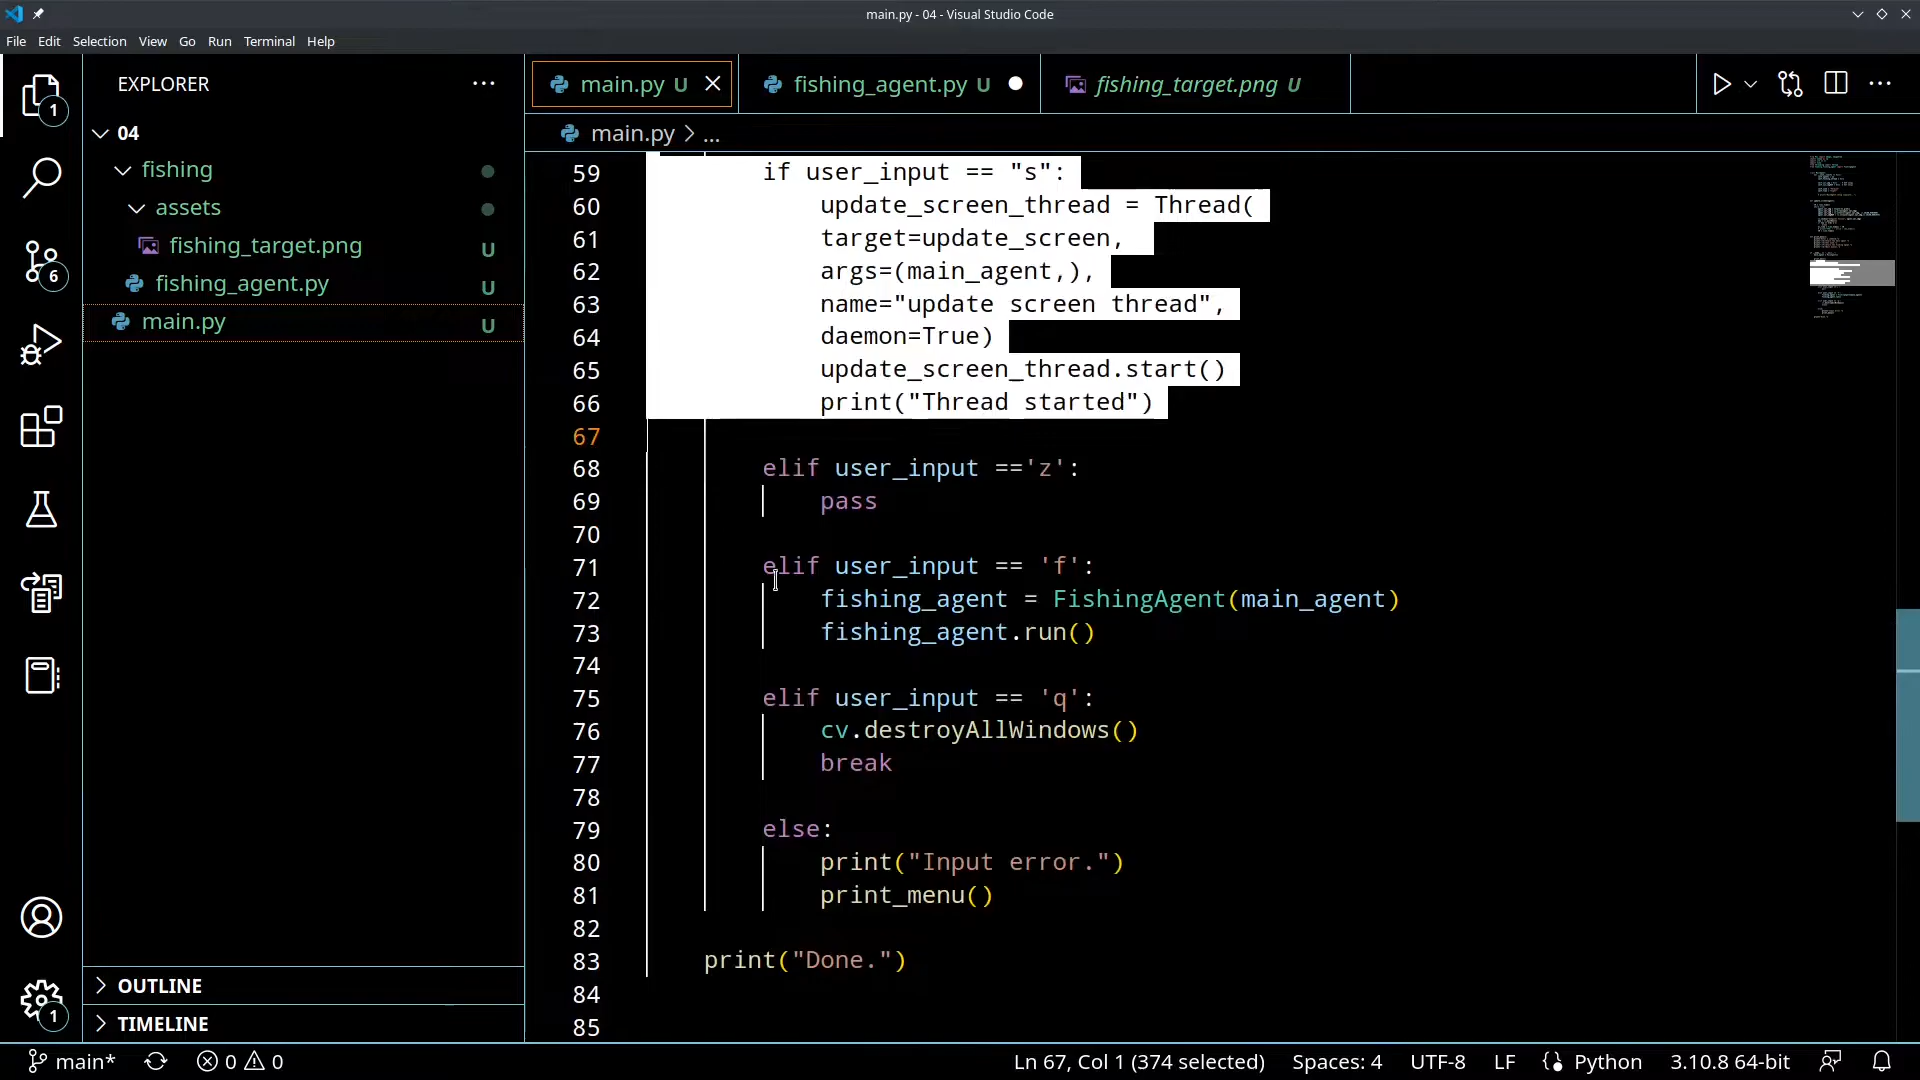 main.py - 04 - Visual Studio Code
File Edit Selection View Go Run Terminal Help
EXPLORER
main.py U
fishing_agent.py U
fishing_target.png U
1
04
main.py > ...
fishing
assets
fishing_target.png U
fishing_agent.py U
main.py U
6
59 if user_input == "s":
60 update_screen_thread = Thread(
61 target=update_screen,
62 args=(main_agent,),
63 name="update screen thread",
64 daemon=True)
65 update_screen_thread.start()
66 print("Thread started")
67
68 elif user_input =='z':
69 pass
70
71 elif user_input == 'f':
72 fishing_agent = FishingAgent(main_agent)
73 fishing_agent.run()
74
75 elif user_input == 'q':
76 cv.destroyAllWindows()
77 break
78
79 else:
80 print("Input error.")
81 print_menu()
82
83 print("Done.")
84
85
OUTLINE
1
TIMELINE
main* 0 0 Ln 67, Col 1 (374 selected) Spaces: 4 UTF-8 LF Python 3.10.8 64-bit